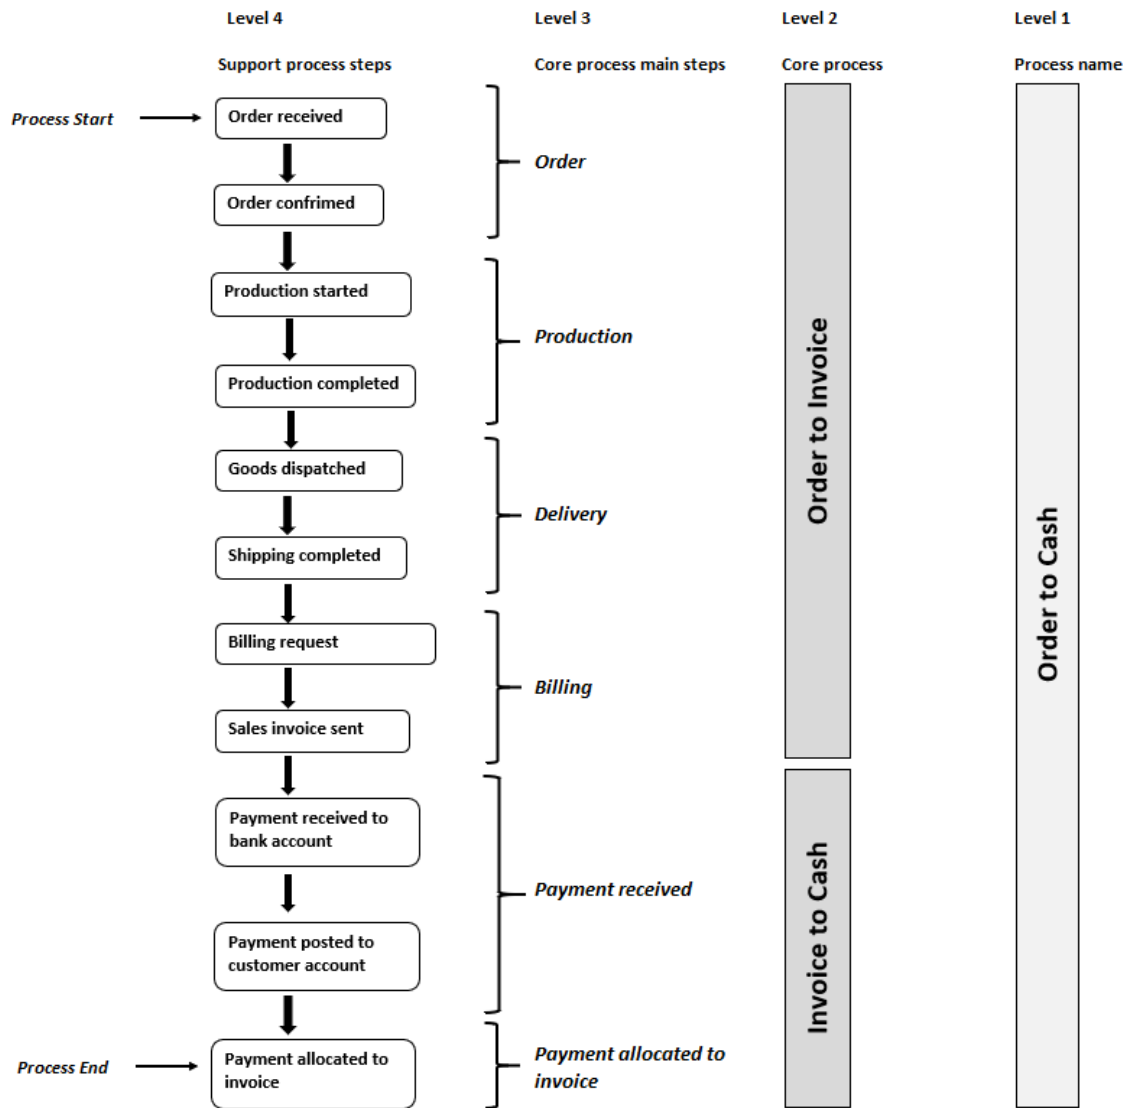 Level 4
Level 3
Level 2
Level 1
Support process steps
Core process main steps
Core process
Process name
Process Start
Order received
Order
Order confrimed
Production started
Production
Production completed
Goods dispatched
Delivery
Shipping completed
Billing request
Billing
Sales invoice sent
Payment received to
bank account
Payment received
Payment posted to
customer account
Process End
Payment allocated to
invoice
Payment allocated to
invoice
Order to Invoice
Invoice to Cash
Order to Cash